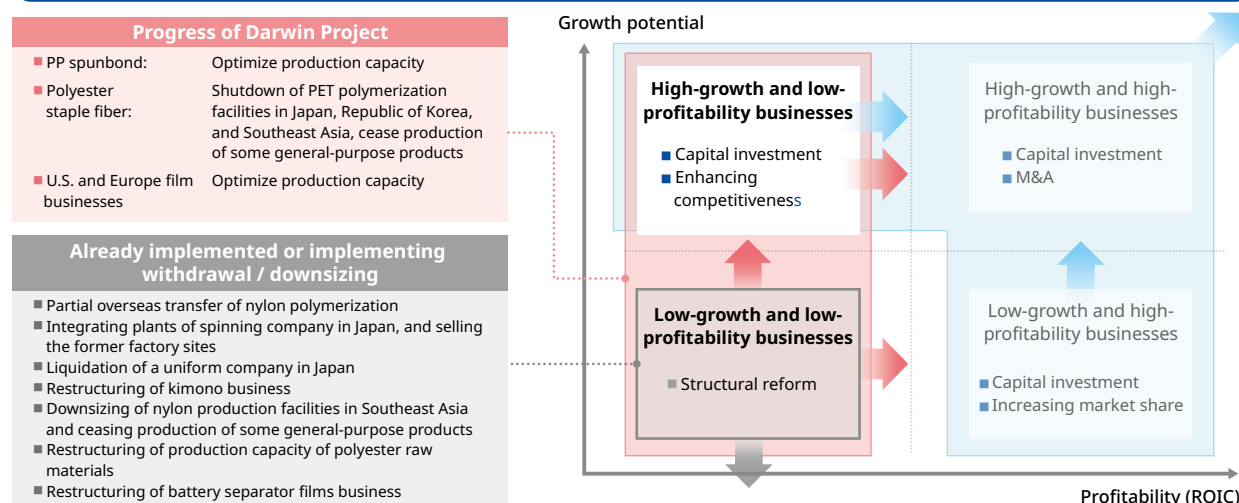 Progress of Darwin Project
■ PP spunbond: Optimize production capacity
■ Polyester staple fiber: Shutdown of PET polymerization
facilities in Japan, Republic of Korea,
and Southeast Asia, cease production
of some general-purpose products
■ U.S. and Europe film businesses Optimize production capacity
Already implemented or implementing
withdrawal / downsizing
■ Partial overseas transfer of nylon polymerization
■ Integrating plants of spinning company in Japan, and selling
the former factory sites
■ Liquidation of a uniform company in Japan
■ Restructuring of kimono business
■ Downsizing of nylon production facilities in Southeast Asia
and ceasing production of some general-purpose products
■ Restructuring of production capacity of polyester raw
materials
■ Restructuring of battery separator films business
Growth potential
High-growth and low-
profitability businesses
■ Capital investment
■ Enhancing
competitiveness
High-growth and high-
profitability businesses
■ Capital investment
■ M&A
Low-growth and low-
profitability businesses
■ Structural reform
Low-growth and high-
profitability businesses
■ Capital investment
■ Increasing market share
Profitability (ROIC)